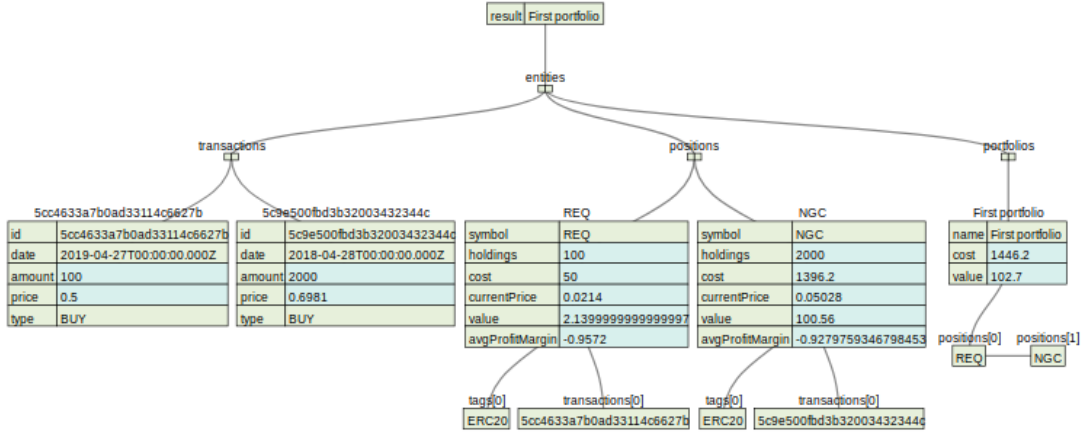 result First portfolio
entities
transactions positions portfolios
5cc4633a7b0ad33114c6627b 5c9e500fbd3b32003432344c REQ NGC First portfolio
id 5cc4633a7b0ad33114c6627b id 5c9e500fbd3b32003432344c symbol REQ symbol NGC name First portfolio
date 2019-04-27T00:00:00.000Z date 2018-04-28T00:00:00.000Z holdings 100 holdings 2000 cost 1446.2
amount 100 amount 2000 cost 50 cost 1396.2 value 102.7
price 0.5 price 0.6981 currentPrice 0.0214 currentPrice 0.05028
type BUY type BUY value 2.1399999999999997 value 100.56
avgProfitMargin -0.9572 avgProfitMargin -0.9279759346798453
positions[0] positions[1]
REQ NGC
tags[0] transactions[0] tags[0] transactions[0]
ERC20 5cc4633a7b0ad33114c6627b ERC20 5c9e500fbd3b32003432344c